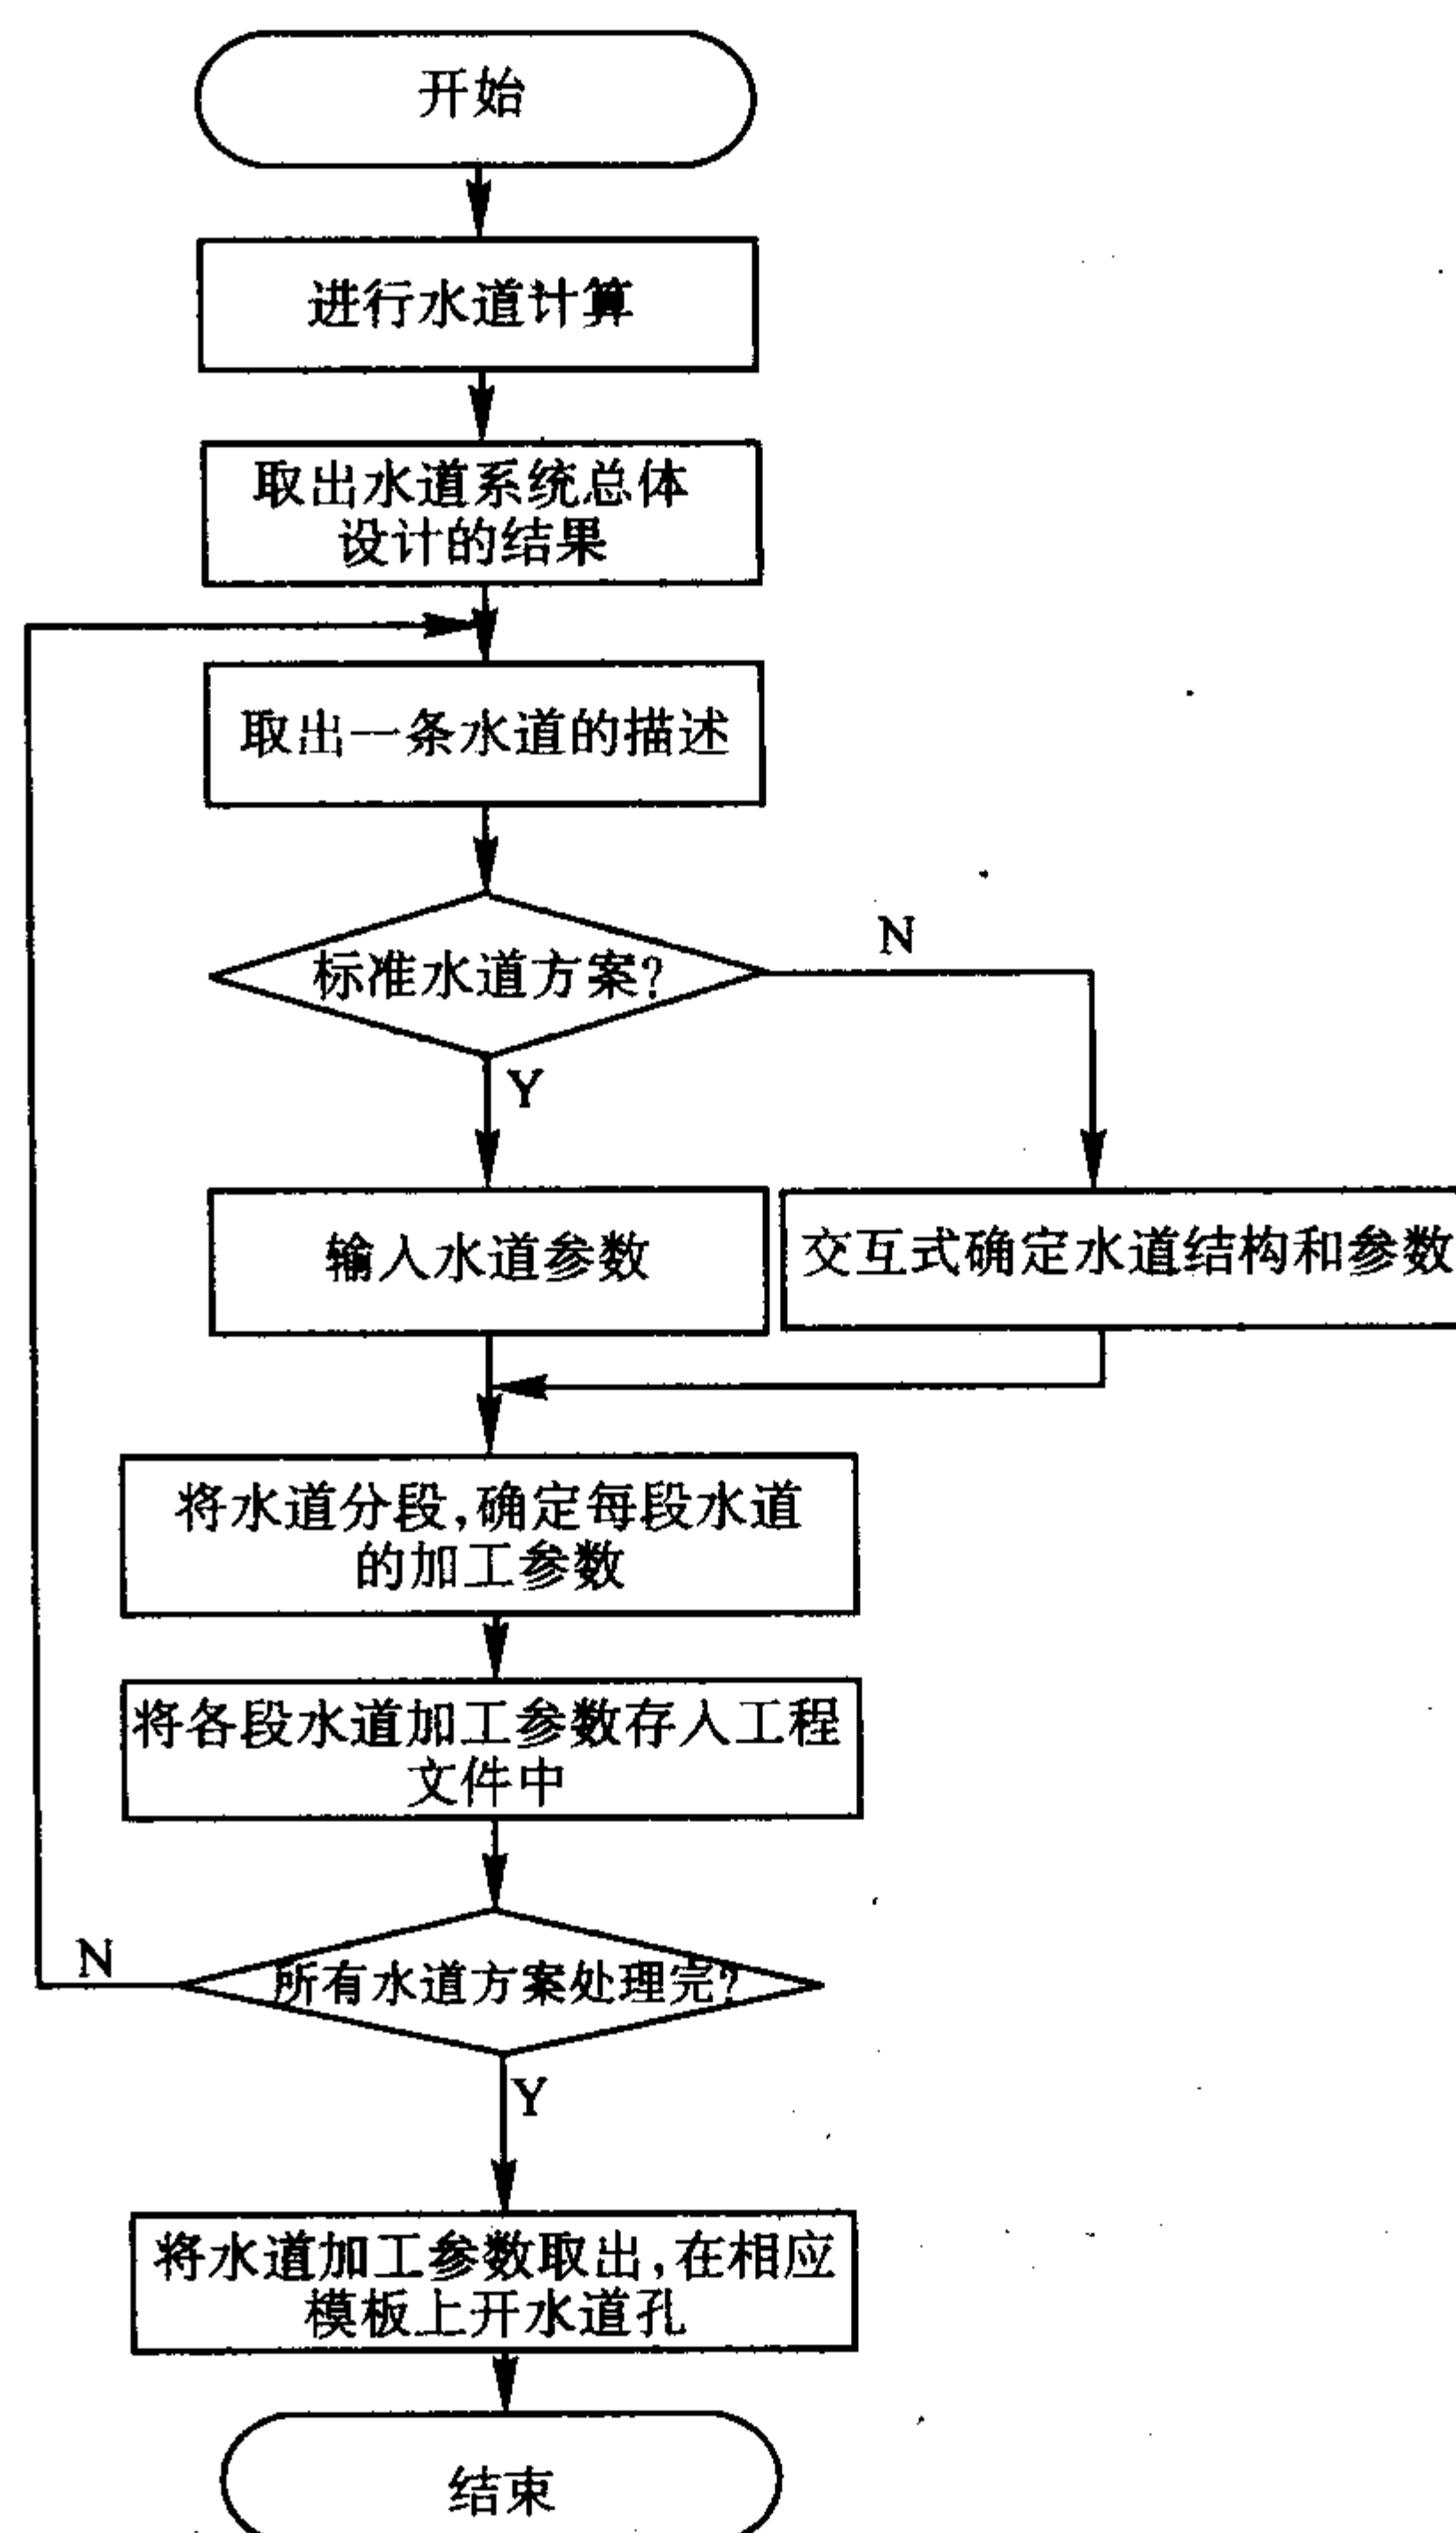 开始
进行水道计算
取出水道系统总体
设计的结果
取出一条水道的描述
标准水道方案?
N
Y
输入水道参数
交互式确定水道结构和参数
将水道分段,确定每段水道
的加工参数
将各段水道加工参数存入工程
文件中
所有水道方案处理完?
N
Y
将水道加工参数取出,在相应
模板上开水道孔
结束